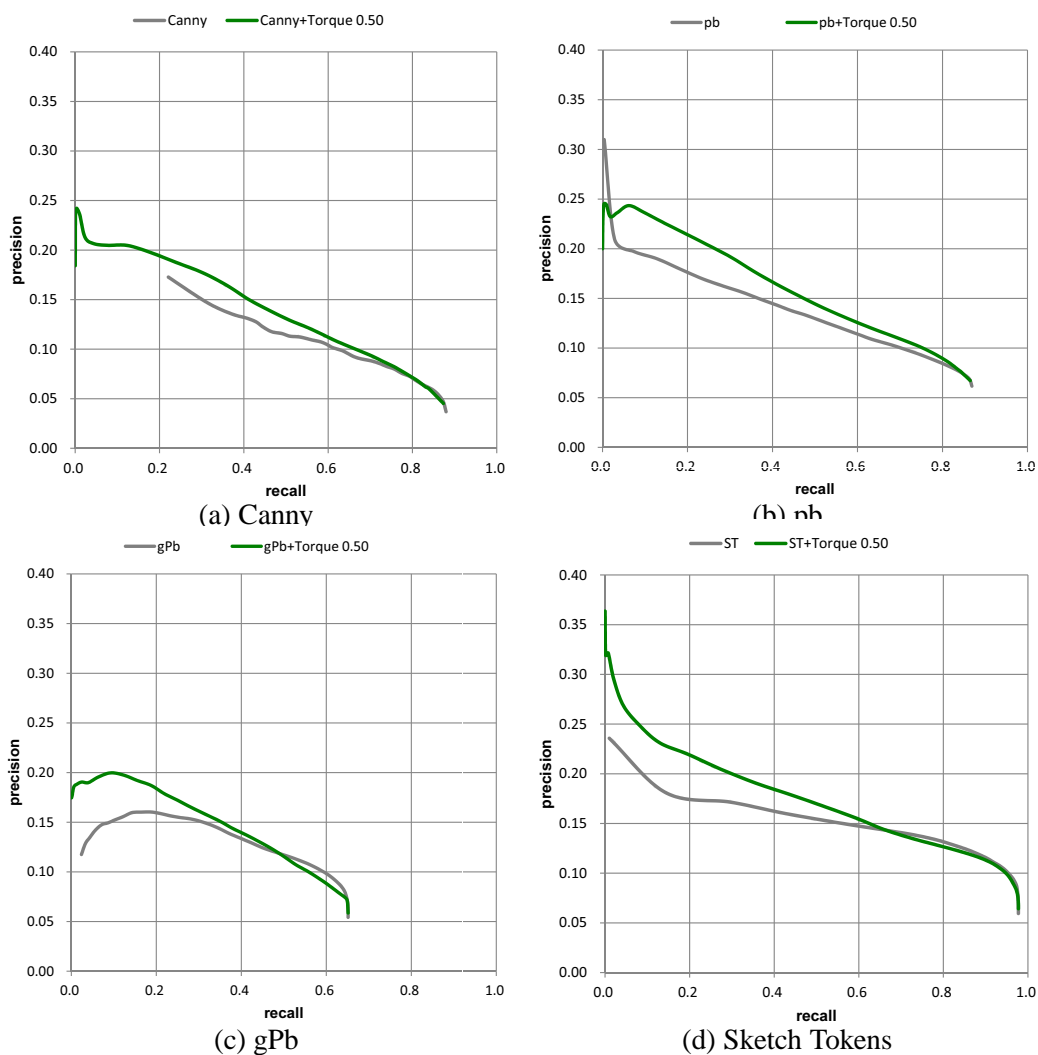 Canny Canny+Torque 0.50
0.40
0.35
0.30
0.25
0.20
0.15
0.10
0.05
0.00
precision
0.0 0.2 0.4 0.6 0.8 1.0
recall
(a) Canny
pb pb+Torque 0.50
0.40
0.35
0.30
0.25
0.20
0.15
0.10
0.05
0.00
precision
0.0 0.2 0.4 0.6 0.8 1.0
recall
(b) pb
gPb gPb+Torque 0.50
0.40
0.35
0.30
0.25
0.20
0.15
0.10
0.05
0.00
precision
0.0 0.2 0.4 0.6 0.8 1.0
recall
(c) gPb
ST ST+Torque 0.50
0.40
0.35
0.30
0.25
0.20
0.15
0.10
0.05
0.00
precision
0.0 0.2 0.4 0.6 0.8 1.0
recall
(d) Sketch Tokens